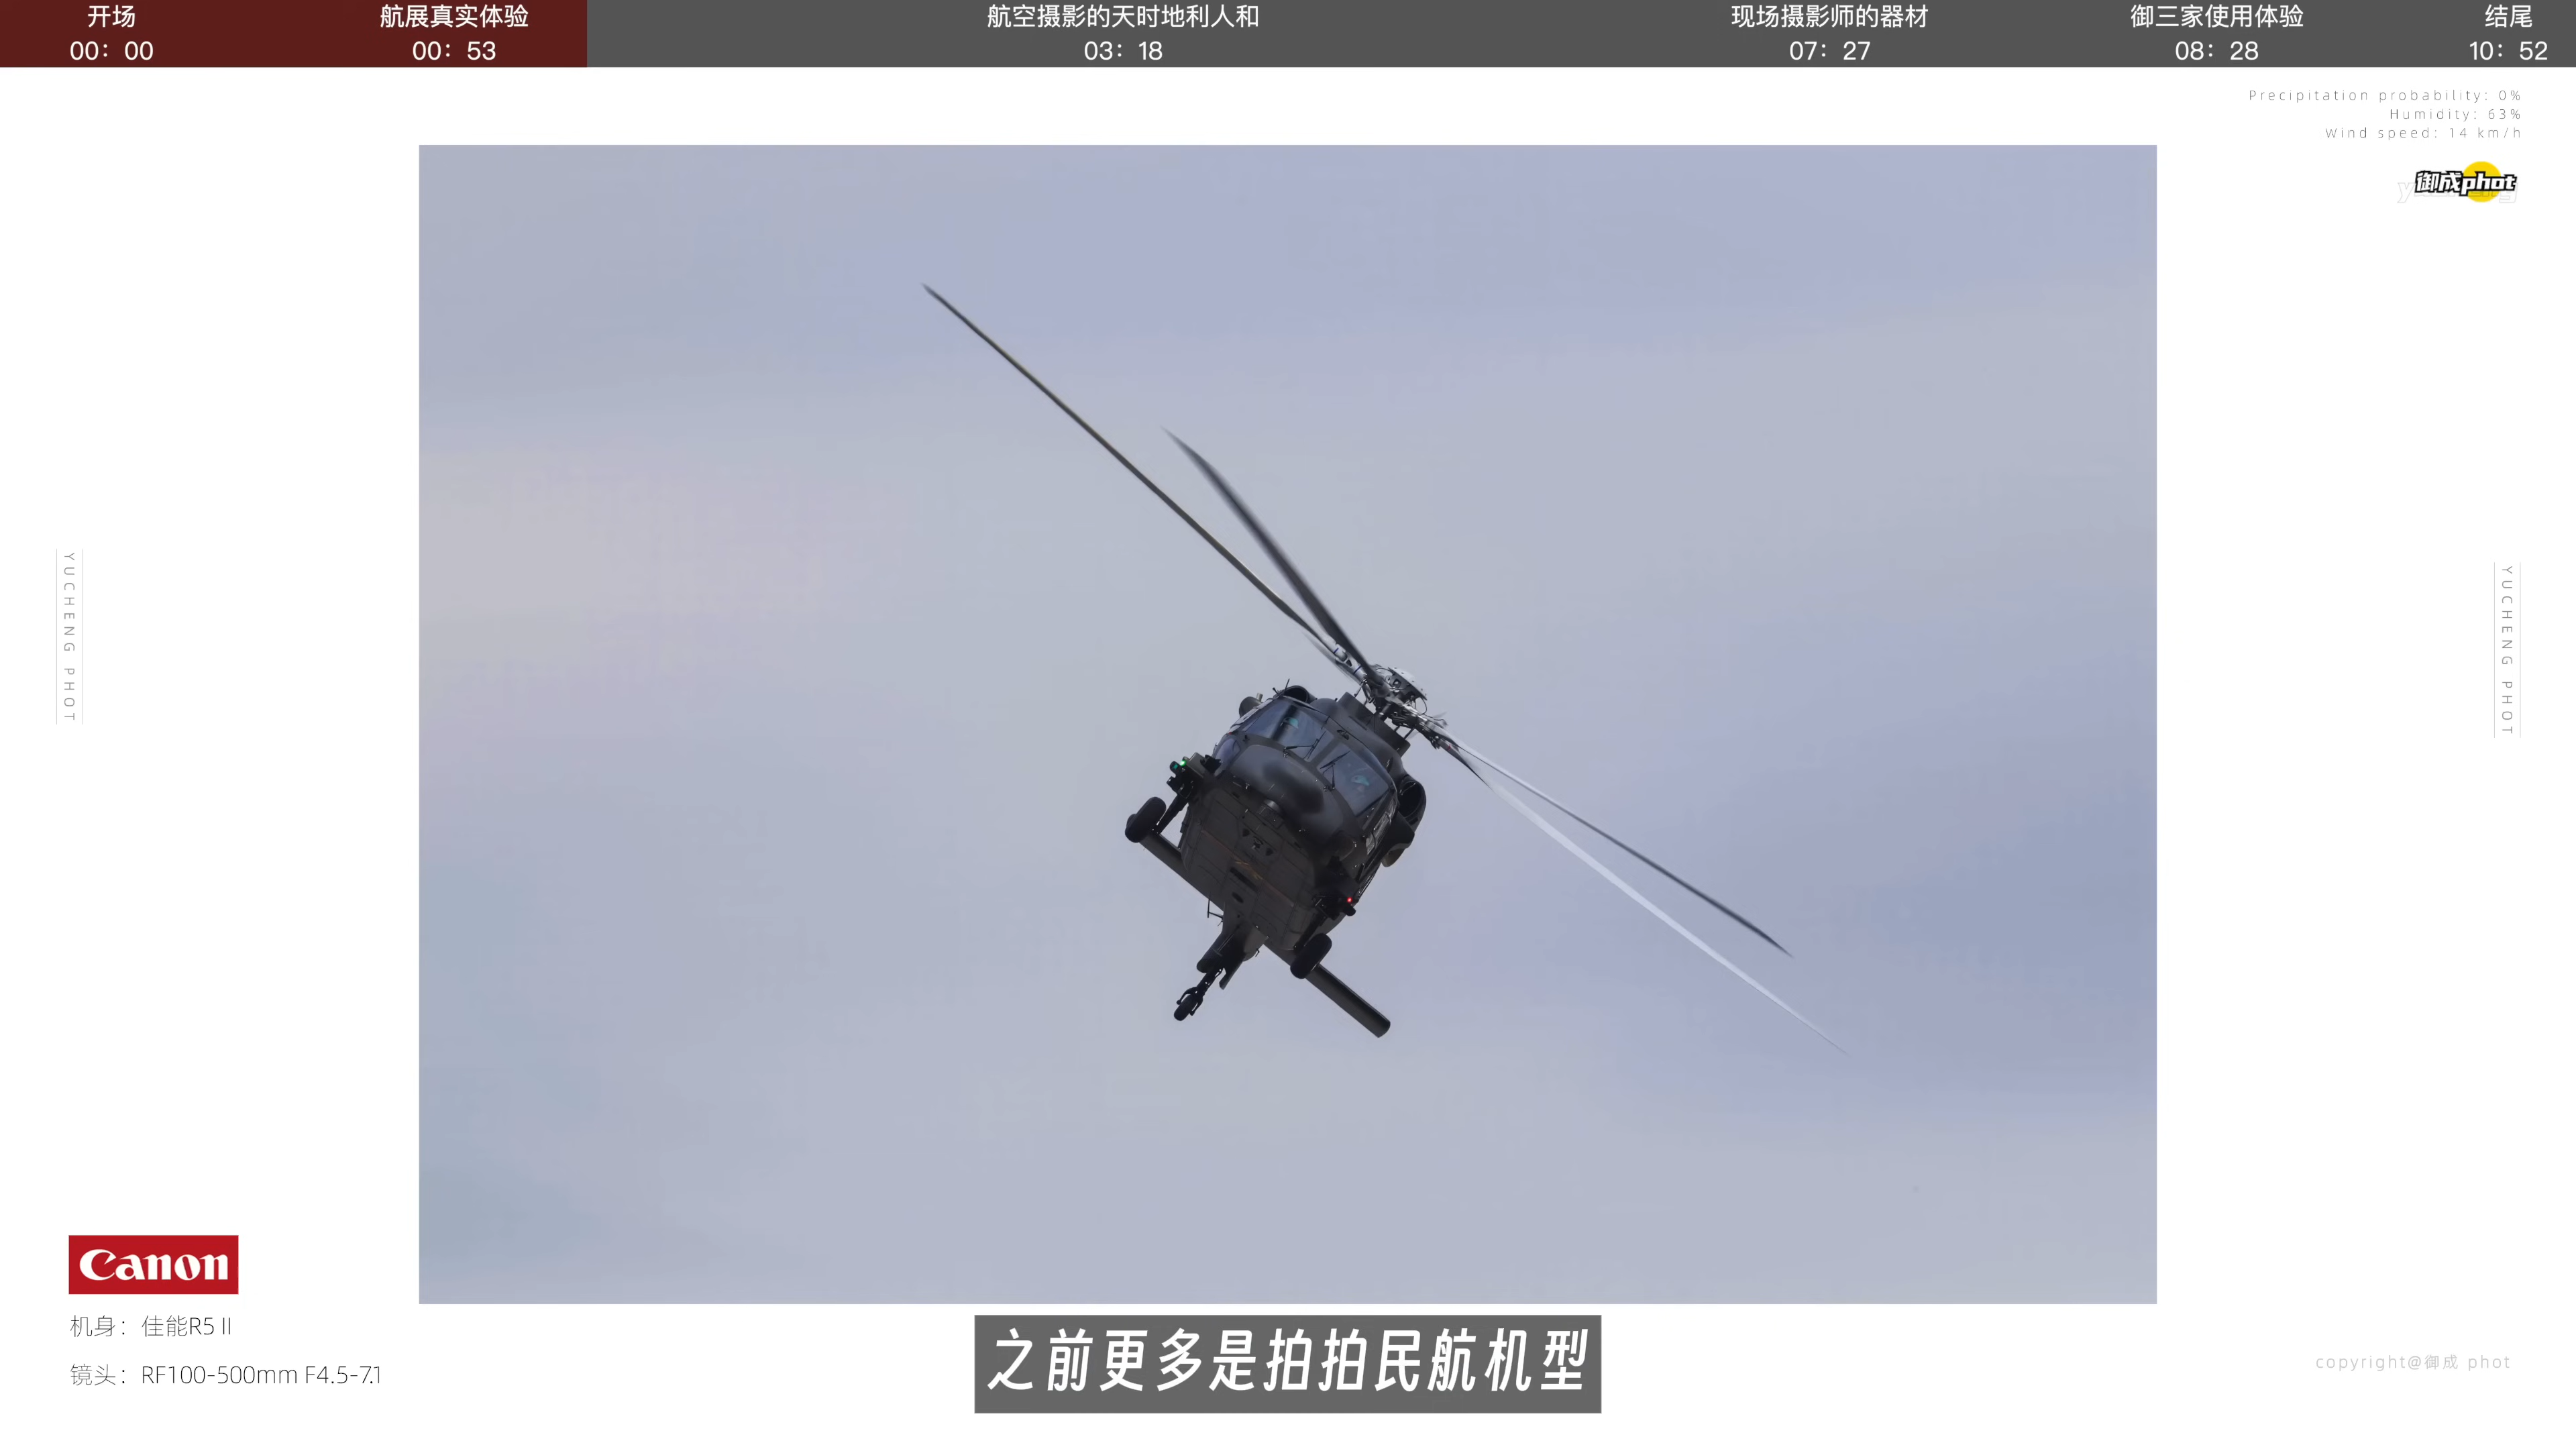 开场
00：00
航展真实体验
00：53
航空摄影的天时地利人和
03：18
现场摄影师的器材
07：27
御三家使用体验
08：28
结尾
10：52
Precipitation probability: 0%
Humidity: 63%
Wind speed: 14 km/h
御成phot
YUCHENG PHOT
YUCHENG PHOT
Canon
机身：佳能R5 II
镜头：RF100-500mm F4.5-7.1
之前更多是拍拍民航机型
copyright@御成 phot